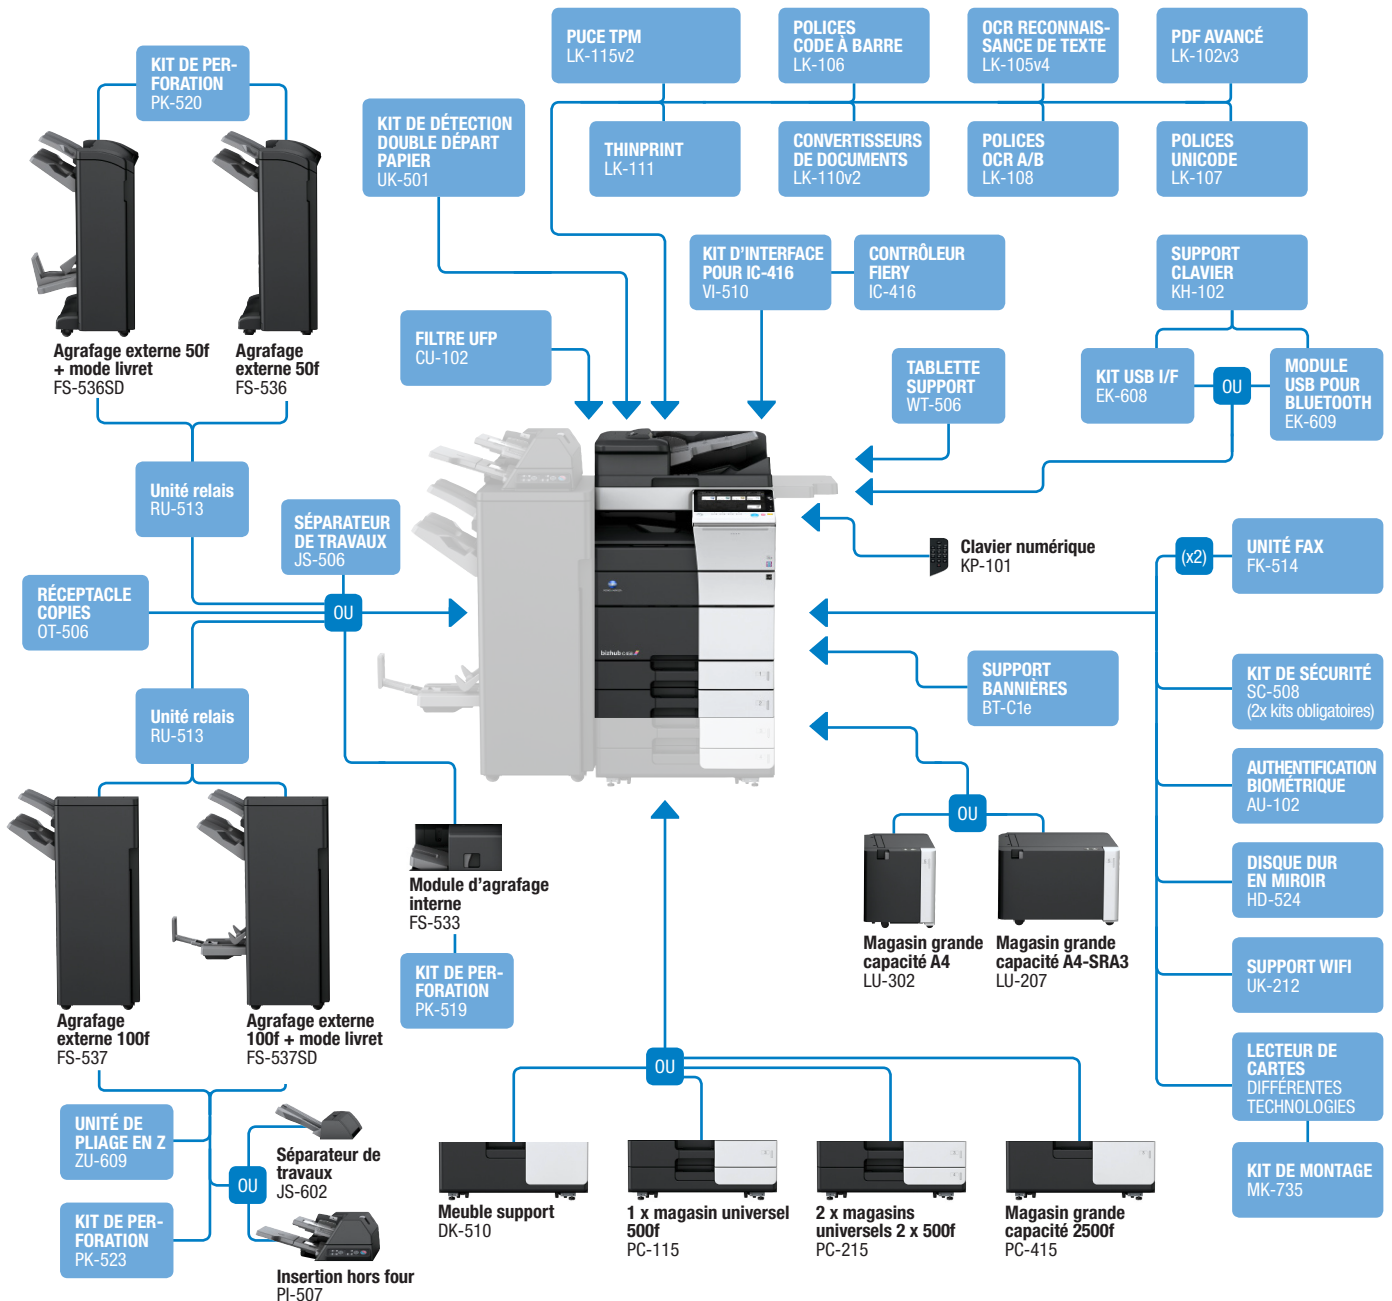 PUCE TPM
LK-115v2
POLICES
CODE À BARRE
LK-106
OCR RECONNAIS-
SANCE DE TEXTE
LK-105v4
PDF AVANCÉ
LK-102v3
KIT DE PER-
FORATION
PK-520
KIT DE DÉTECTION
DOUBLE DÉPART
PAPIER
UK-501
THINPRINT
LK-111
CONVERTISSEURS
DE DOCUMENTS
LK-110v2
POLICES
OCR A/B
LK-108
POLICES
UNICODE
LK-107
KIT D'INTERFACE
POUR IC-416
VI-510
CONTRÔLEUR
FIERY
IC-416
SUPPORT
CLAVIER
KH-102
FILTRE UFP
CU-102
Agrafage externe 50f
+ mode livret
FS-536SD
Agrafage
externe 50f
FS-536
TABLETTE
SUPPORT
WT-506
KIT USB I/F
EK-608
OU
MODULE
USB POUR
BLUETOOTH
EK-609
Unité relais
RU-513
SÉPARATEUR
DE TRAVAUX
JS-506
Clavier numérique
KP-101
(x2)
UNITÉ FAX
FK-514
RÉCEPTACLE
COPIES
OT-506
OU
bizhub
SUPPORT
BANNIÈRES
BT-C1e
KIT DE SÉCURITÉ
SC-508
(2x kits obligatoires)
Unité relais
RU-513
AUTHENTIFICATION
BIOMÉTRIQUE
AU-102
OU
Module d'agrafage
interne
FS-533
DISQUE DUR
EN MIROIR
HD-524
Magasin grande
capacité A4
LU-302
Magasin grande
capacité A4-SRA3
LU-207
KIT DE PER-
FORATION
PK-519
SUPPORT WIFI
UK-212
Agrafage
externe 100f
FS-537
Agrafage externe
100f + mode livret
FS-537SD
OU
LECTEUR DE
CARTES
DIFFÉRENTES
TECHNOLOGIES
UNITÉ DE
PLIAGE EN Z
ZU-609
Séparateur de
travaux
JS-602
OU
KIT DE MONTAGE
MK-735
KIT DE PER-
FORATION
PK-523
Insertion hors four
PI-507
Meuble support
DK-510
1 x magasin universel
500f
PC-115
2 x magasins
universels 2 x 500f
PC-215
Magasin grande
capacité 2500f
PC-415